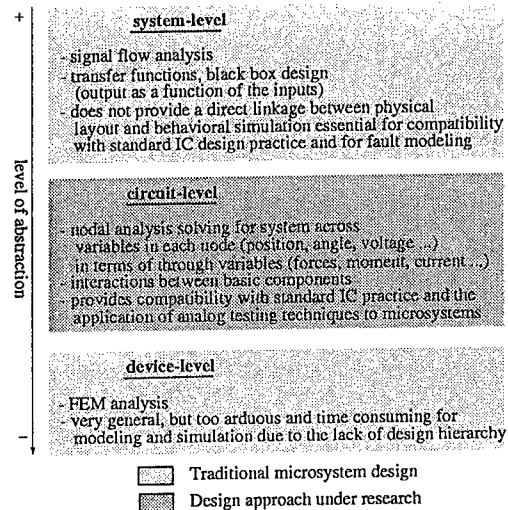 +
system-level
- signal flow analysis
- transfer functions, black box design
(output as a function of the inputs)
- does not provide a direct linkage between physical
layout and behavioral simulation essential for compatibility
with standard IC design practice and for fault modeling
level of abstraction
circuit-level
- nodal analysis solving for system across
variables in each node (position, angle, voltage ...)
in terms of through variables (forces, moment, current ...)
- interactions between basic components
- provides compatibility with standard IC practice and the
application of analog testing techniques to microsystems
device-level
- FEM analysis
- very general, but too arduous and time consuming for
modeling and simulation due to the lack of design hierarchy
–
Traditional microsystem design
Design approach under research